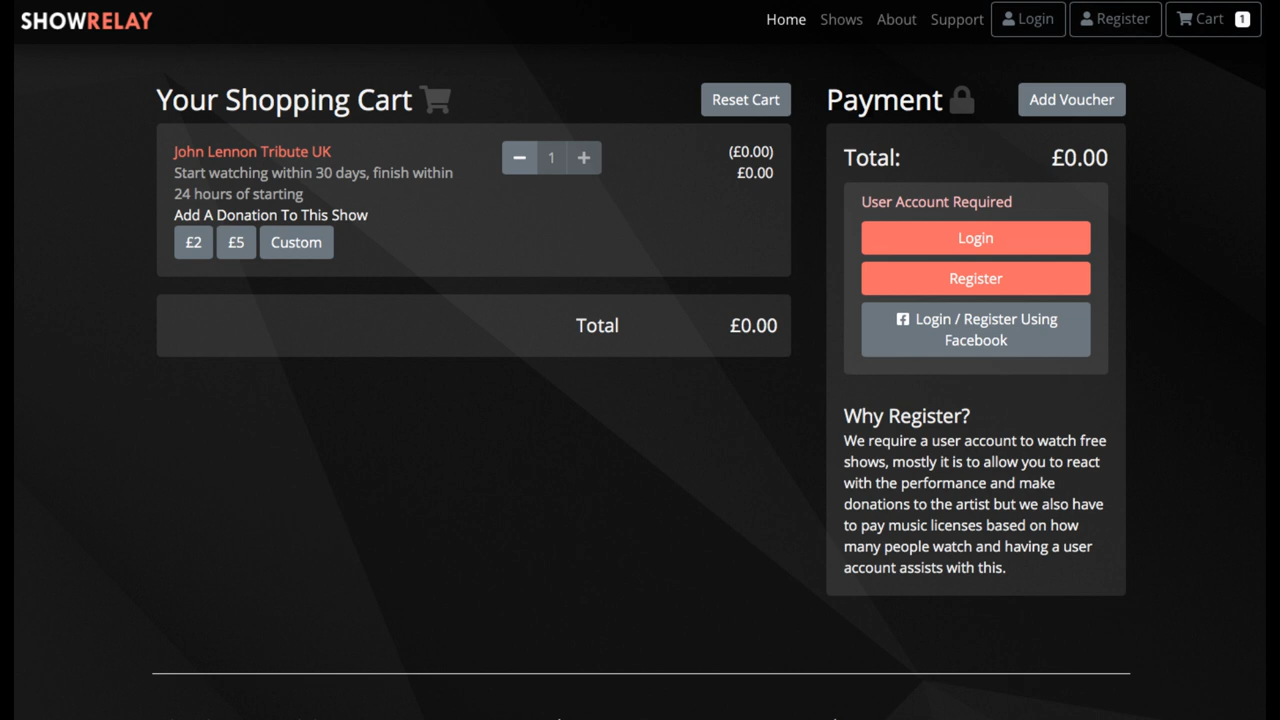 SHOWRELAY
Home Shows About Support Login Register Cart 1
Your Shopping Cart
Reset Cart
John Lennon Tribute UK
Start watching within 30 days, finish within
24 hours of starting
Add A Donation To This Show
£2 £5 Custom
− 1 +
(£0.00)
£0.00
Total £0.00
Payment
Add Voucher
Total: £0.00
User Account Required
Login
Register
Login / Register Using
Facebook
Why Register?
We require a user account to watch free
shows, mostly it is to allow you to react
with the performance and make
donations to the artist but we also have
to pay music licenses based on how
many people watch and having a user
account assists with this.